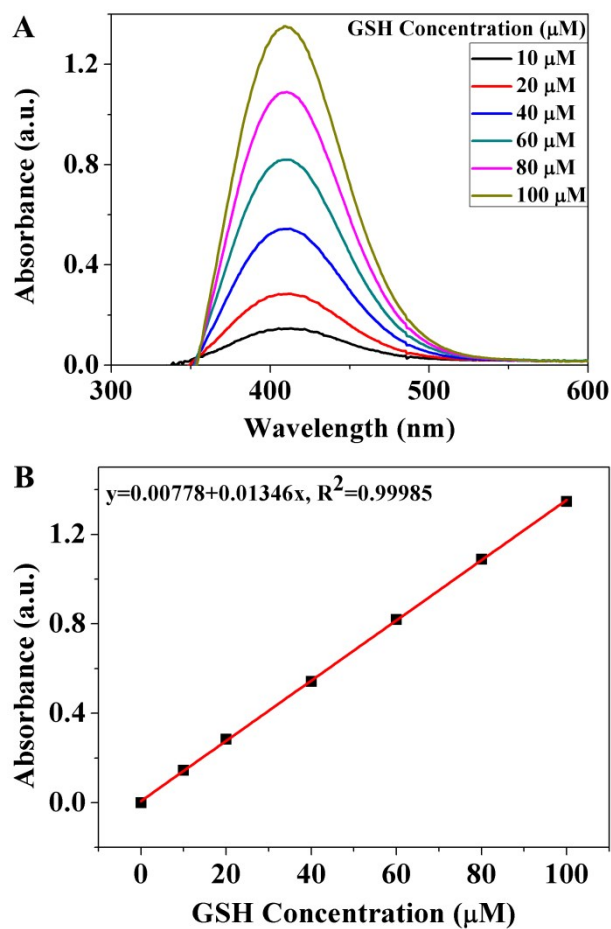 A
GSH Concentration (μM)
10 μM
20 μM
40 μM
60 μM
80 μM
100 μM
1.2
0.8
0.4
0.0
Absorbance (a.u.)
300
400
500
600
Wavelength (nm)
B
y=0.00778+0.01346x, R²=0.99985
1.2
0.8
0.4
0.0
Absorbance (a.u.)
0
20
40
60
80
100
GSH Concentration (μM)